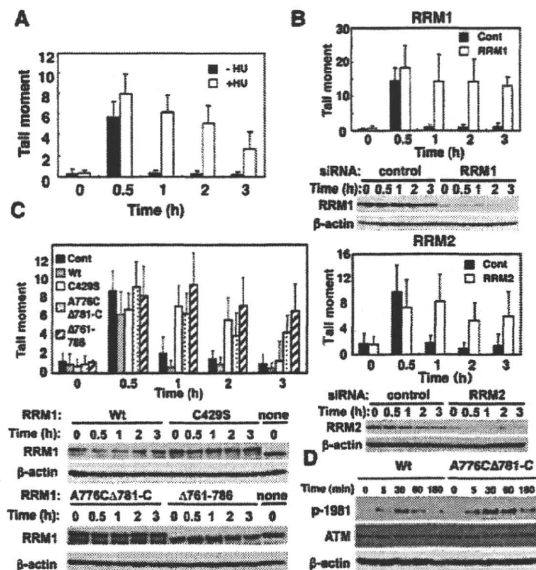 A
Tail moment
12
10
8
6
4
2
0
- HU
+HU
0 0.5 1 2 3
Time (h)
B
RRM1
Tail moment
30
20
10
0
Cont
RRM1
0 0.5 1 2 3
Time (h)
siRNA: control RRM1
Time (h): 0 0.5 1 2 3 0 0.5 1 2 3
RRM1
β-actin
RRM2
Tail moment
16
12
8
4
0
Cont
RRM2
0 0.5 1 2 3
Time (h)
siRNA: control RRM2
Time (h): 0 0.5 1 2 3 0 0.5 1 2 3
RRM2
β-actin
C
Tail moment
12
10
8
6
4
2
0
Cont
Wt
C429S
A776C
Δ781-C
Δ761-
786
0 0.5 1 2 3
Time (h)
RRM1: Wt C429S none
Time (h): 0 0.5 1 2 3 0 0.5 1 2 3 0
RRM1
β-actin
RRM1: A776CΔ781-C Δ761-786 none
Time (h): 0 0.5 1 2 3 0 0.5 1 2 3 0
RRM1
β-actin
D
Wt A776CΔ781-C
Time (min) 0 5 30 60 180 0 5 30 60 180
p-1981
ATM
β-actin